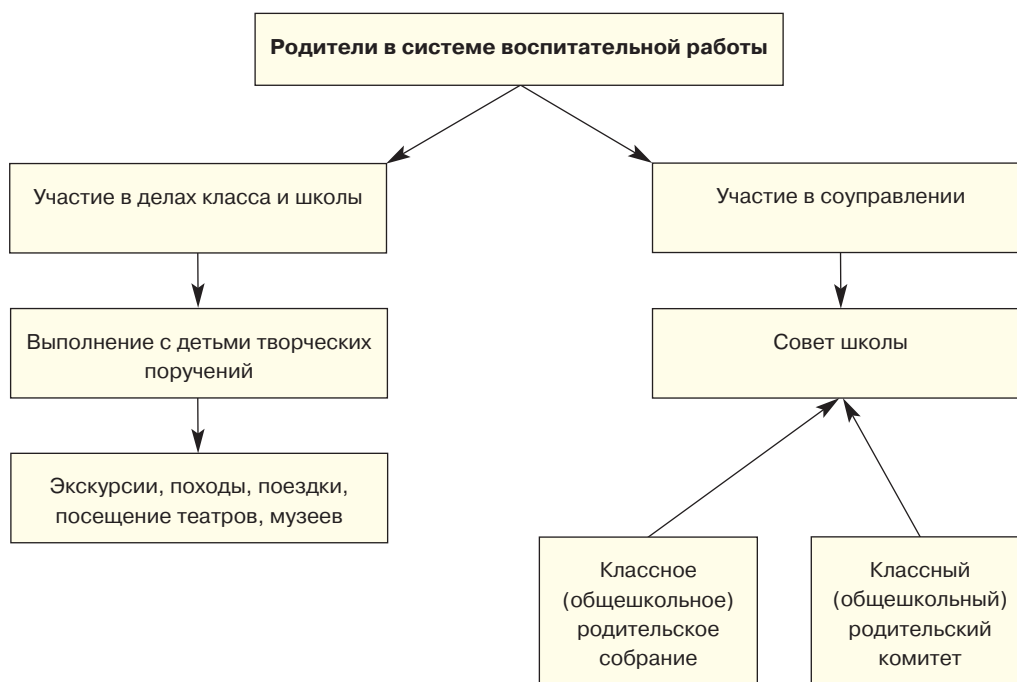 Родители в системе воспитательной работы
Участие в делах класса и школы
Участие в соуправлении
Выполнение с детьми творческих
поручений
Совет школы
Экскурсии, походы, поездки,
посещение театров, музеев
Классное
(общешкольное)
родительское
собрание
Классный
(общешкольный)
родительский
комитет